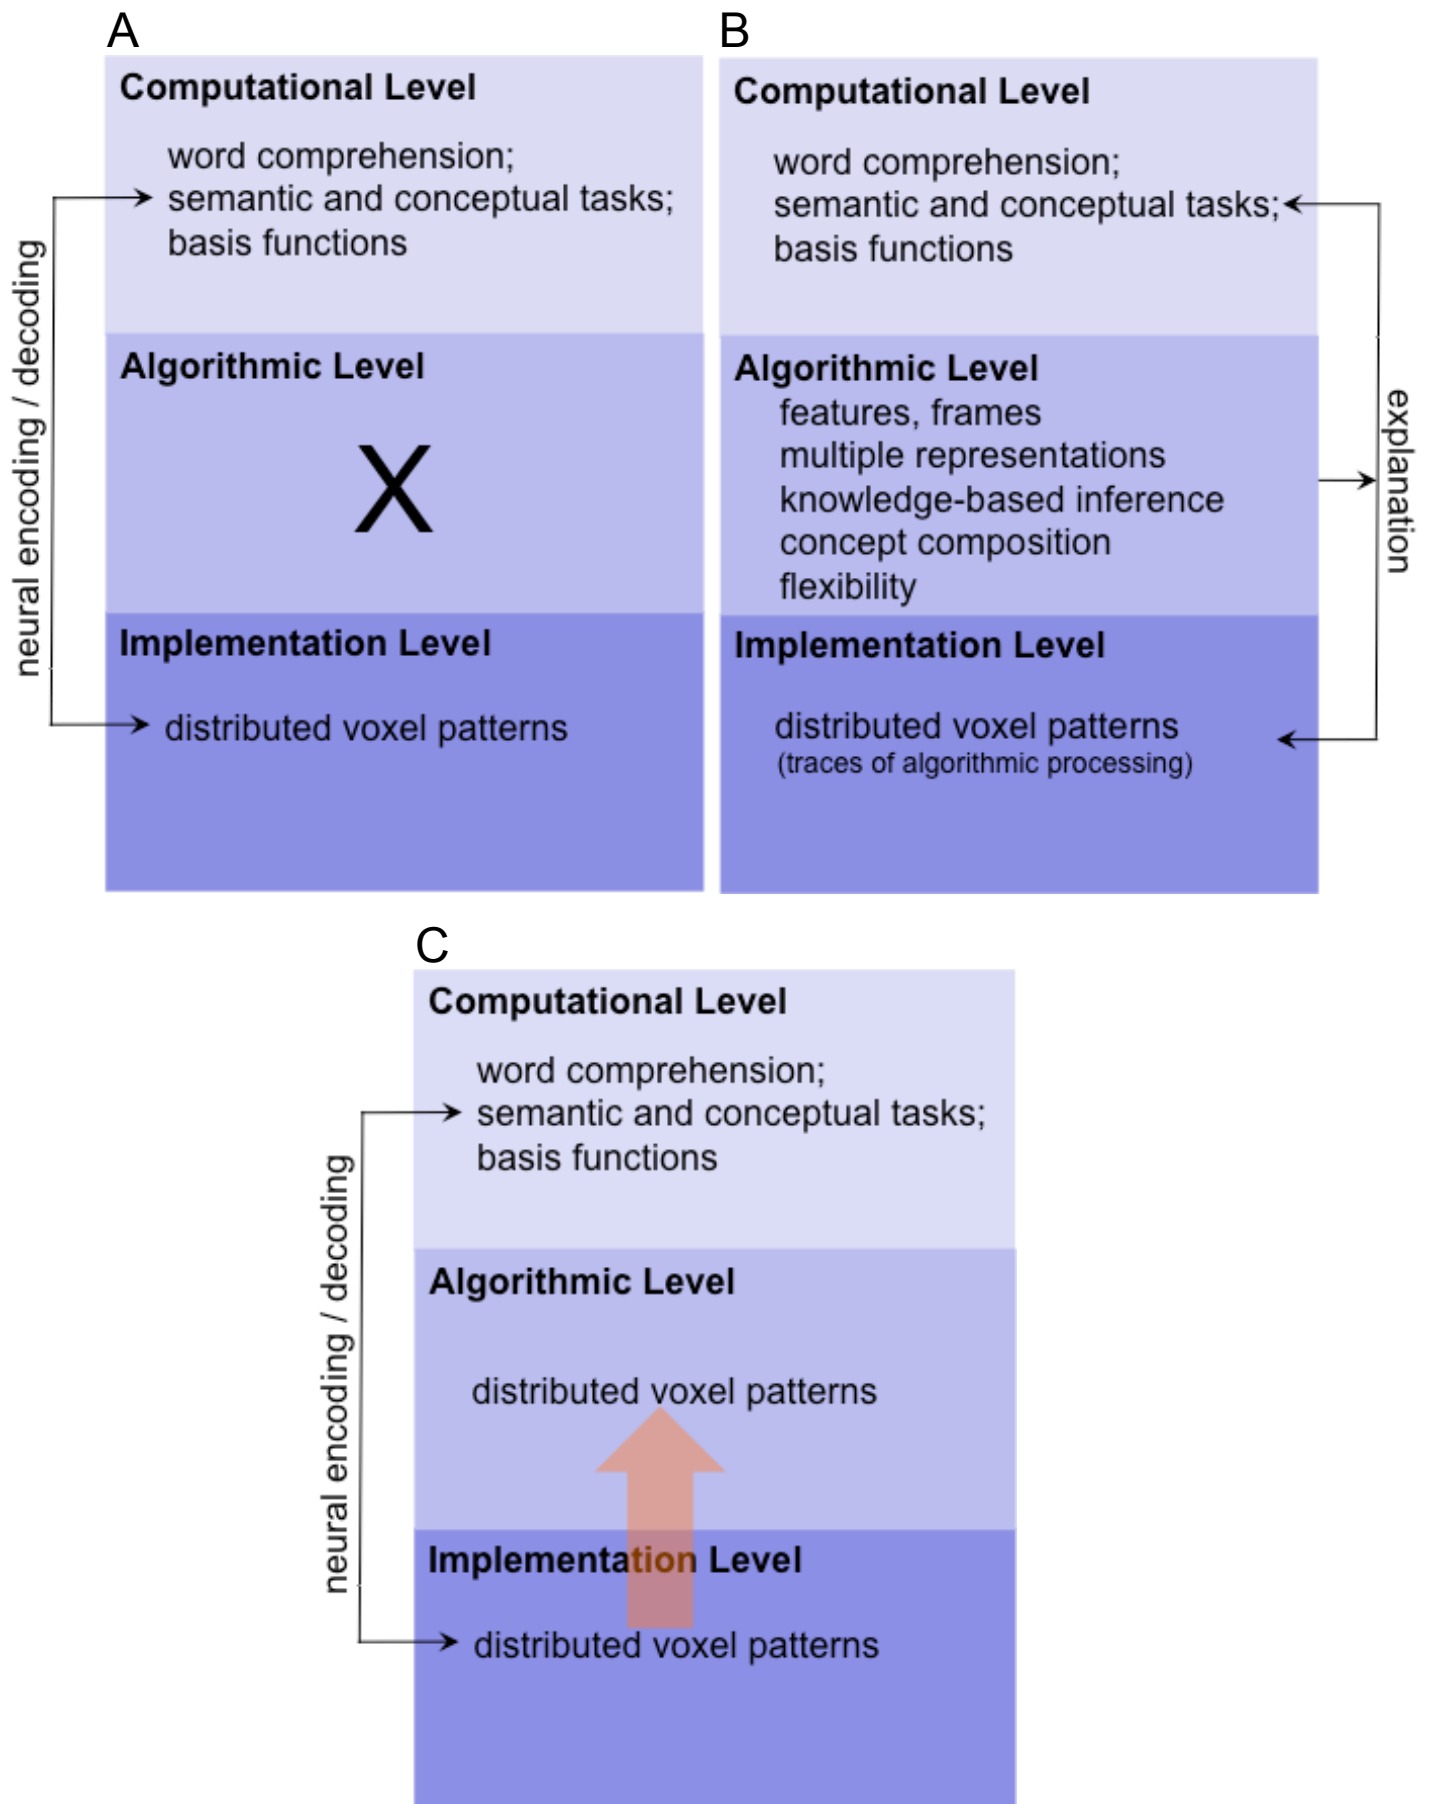 A
Computational Level
word comprehension;
semantic and conceptual tasks;
basis functions
neural encoding / decoding
Algorithmic Level
X
Implementation Level
distributed voxel patterns
B
Computational Level
word comprehension;
semantic and conceptual tasks;
basis functions
Algorithmic Level
features, frames
multiple representations
knowledge-based inference
concept composition
flexibility
explanation
Implementation Level
distributed voxel patterns
(traces of algorithmic processing)
C
Computational Level
word comprehension;
semantic and conceptual tasks;
basis functions
neural encoding / decoding
Algorithmic Level
distributed voxel patterns
Implementation Level
distributed voxel patterns